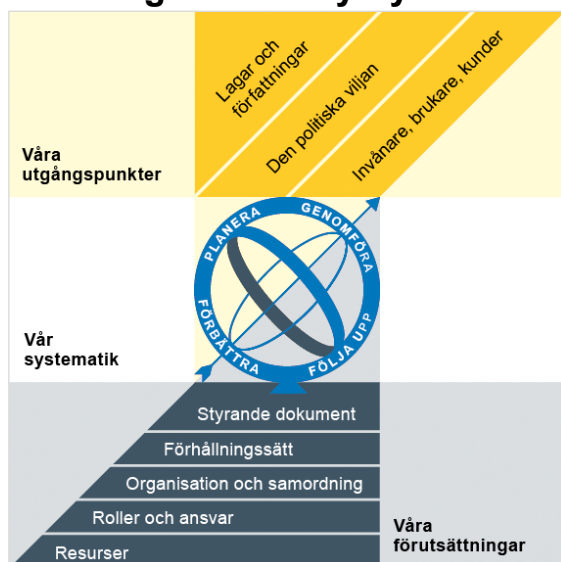 Lagar och
författningar
Den politiska viljan
Invånare, brukare, kunder
Våra
utgångspunkter
PLANERA
GENOMFÖRA
FÖRBÄTTRA
FÖLJA UPP
Vår
systematik
Styrande dokument
Förhållningssätt
Organisation och samordning
Roller och ansvar
Resurser
Våra
förutsättningar